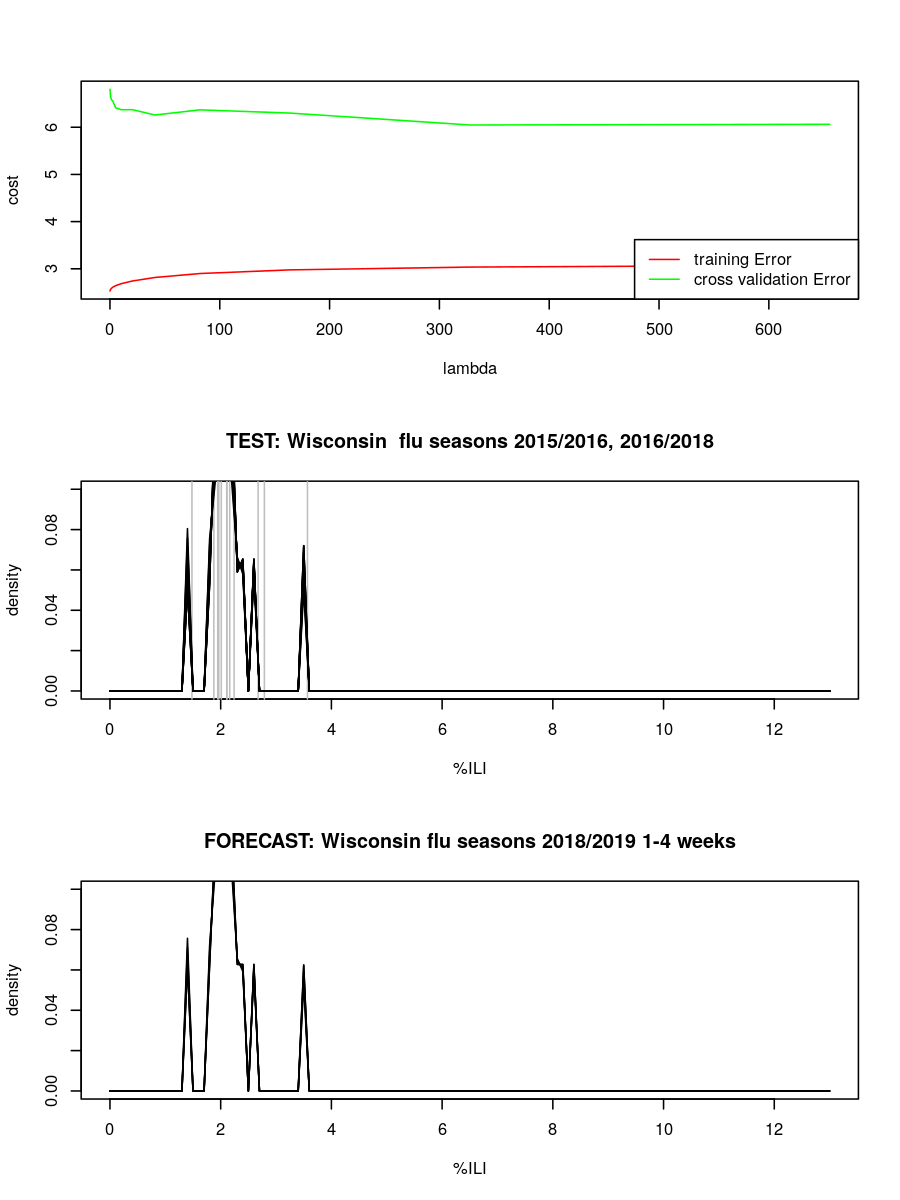 cost
3 4 5 6
training Error
cross validation Error
0 100 200 300 400 500 600
lambda
TEST: Wisconsin  flu seasons 2015/2016, 2016/2018
density
0.00 0.04 0.08
0 2 4 6 8 10 12
%ILI
FORECAST: Wisconsin flu seasons 2018/2019 1-4 weeks
density
0.00 0.04 0.08
0 2 4 6 8 10 12
%ILI